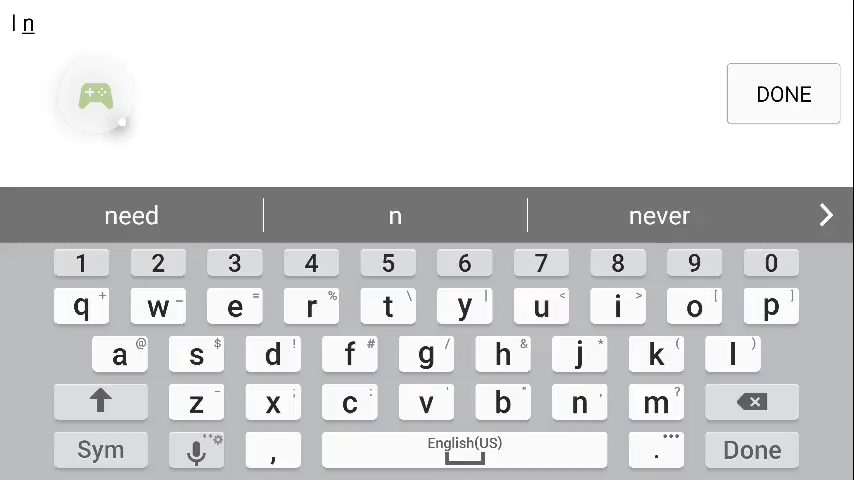 I n
DONE
need n never
1 2 3 4 5 6 7 8 9 0
q + w - e = r % t \ y | u < i > o [ p ]
a @ s $ d ! f # g / h & j * k ( l )
z - x ; c : v ' b " n , m ?
Sym , English(US) . ... Done